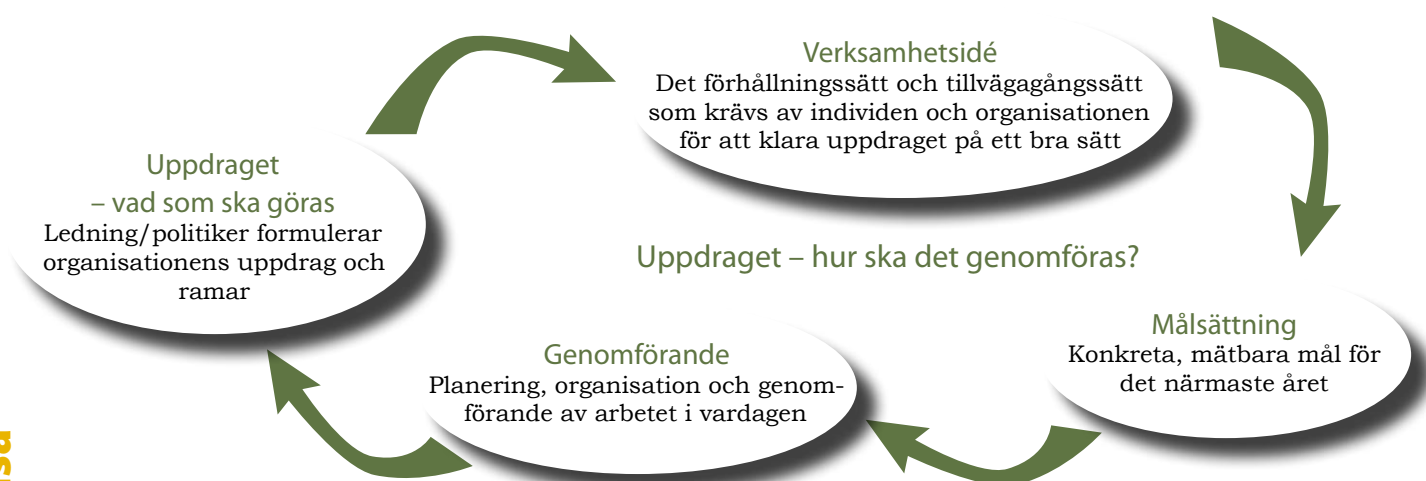 Verksamhetsidé
Det förhållningssätt och tillvägagångssätt
som krävs av individen och organisationen
för att klara uppdraget på ett bra sätt
Uppdraget
– vad som ska göras
Ledning/politiker formulerar
organisationens uppdrag och
ramar
Uppdraget – hur ska det genomföras?
Målsättning
Konkreta, mätbara mål för
det närmaste året
Genomförande
Planering, organisation och genom-
förande av arbetet i vardagen